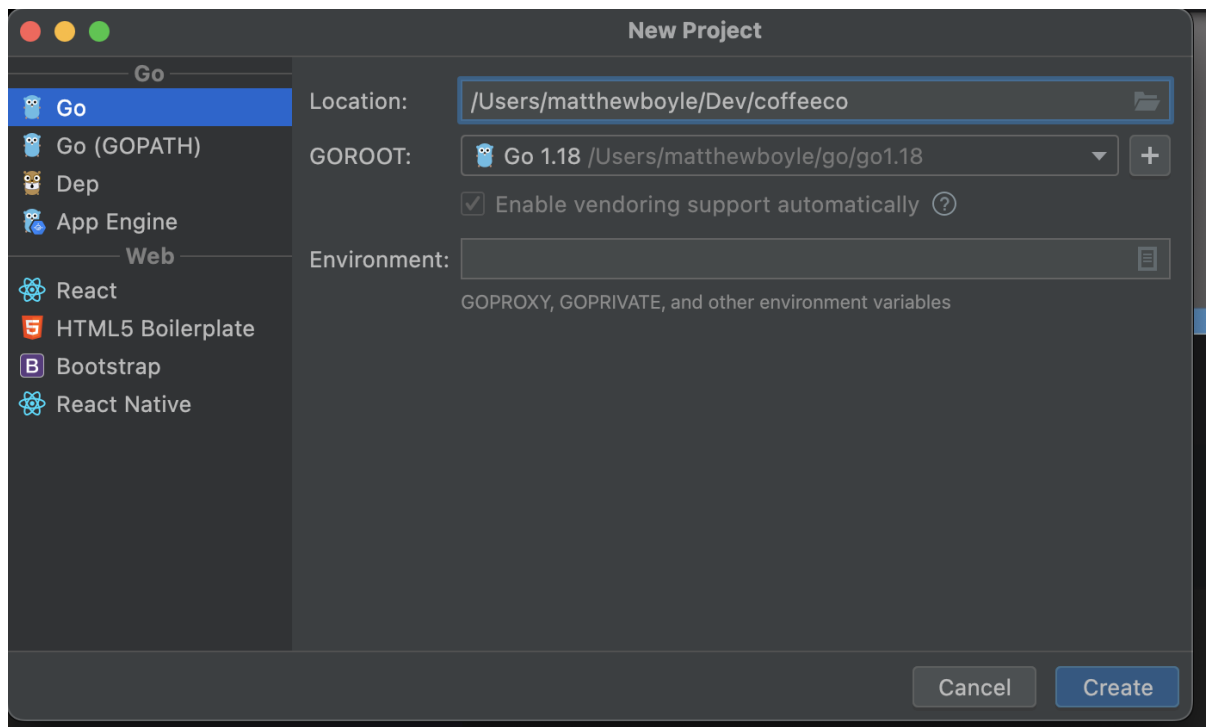 New Project
Go
Go
Go (GOPATH)
Dep
App Engine
Web
React
HTML5 Boilerplate
Bootstrap
React Native
Location: /Users/matthewboyle/Dev/coffeeco
GOROOT: Go 1.18 /Users/matthewboyle/go/go1.18
Enable vendoring support automatically
Environment:
GOPROXY, GOPRIVATE, and other environment variables
Cancel Create